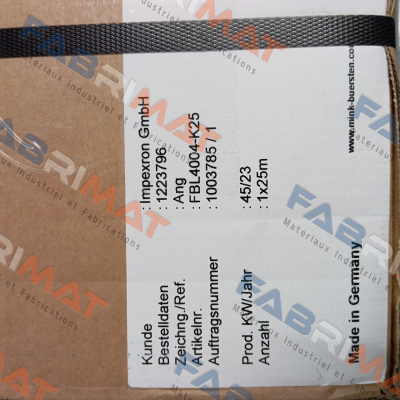 Kunde : Impexron GmbH
Bestelldaten : 1223796
Zeichng./Ref. : Ang
Artikelnr. : FBL4004-K25
Auftragsnummer : 1003785 / 1
Prod. KW/Jahr : 45/23
Anzahl : 1x25m
Made in Germany www.mink-buersten.com
FABRIMAT
Materiaux Industriel et Fabrications